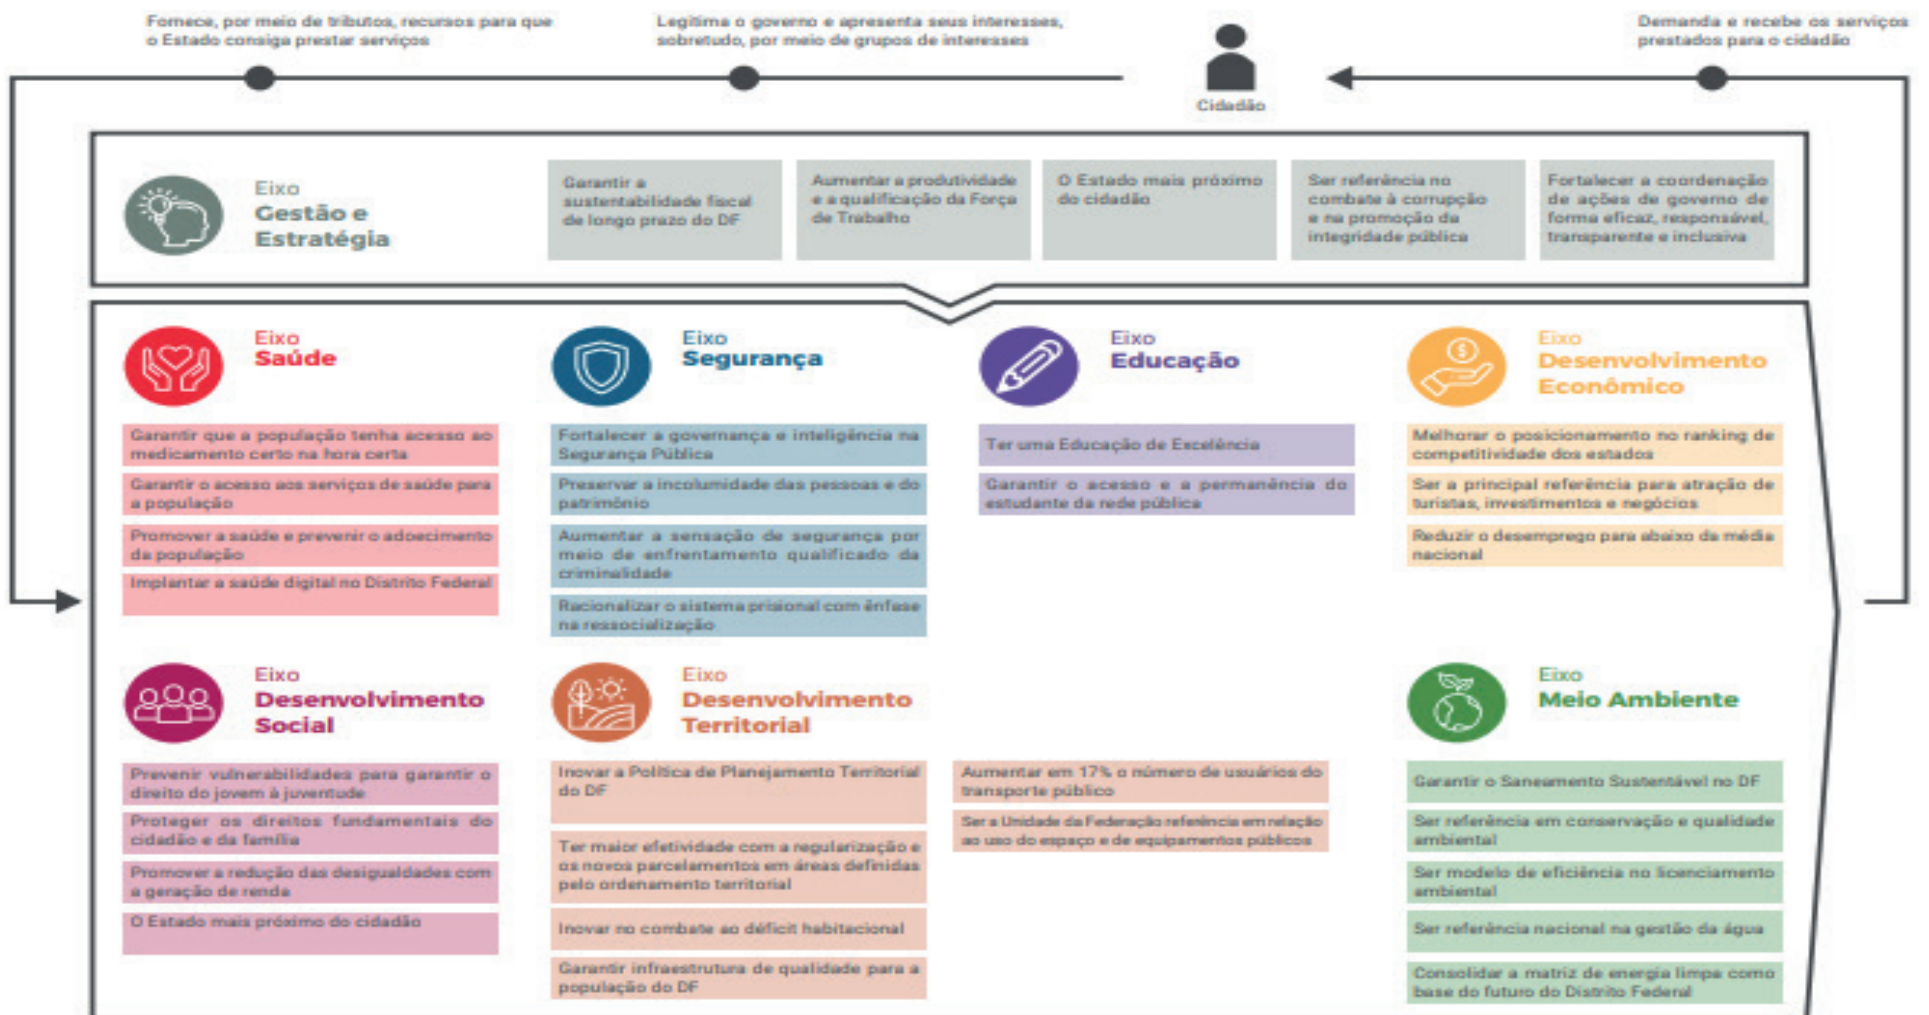 Fornece, por meio de tributos, recursos para que
o Estado consiga prestar serviços
Legitima o governo e apresenta seus interesses,
sobretudo, por meio de grupos de interesses
Demanda e recebe os serviços
prestados para o cidadão
Cidadão
Eixo
Gestão e
Estratégia
Garantir a
sustentabilidade fiscal
de longo prazo do DF
Aumentar a produtividade
e a qualificação da Força
de Trabalho
O Estado mais próximo
do cidadão
Ser referência no
combate à corrupção
e na promoção da
integridade pública
Fortalecer a coordenação
de ações de governo de
forma eficaz, responsável,
transparente e inclusiva
Eixo
Saúde
Garantir que a população tenha acesso ao
medicamento certo na hora certa
Garantir o acesso aos serviços de saúde para
a população
Promover a saúde e prevenir o adoecimento
da população
Implantar a saúde digital no Distrito Federal
Eixo
Segurança
Fortalecer a governança e inteligência na
Segurança Pública
Preservar a incolumidade das pessoas e do
patrimônio
Aumentar a sensação de segurança por
meio de enfrentamento qualificado da
criminalidade
Racionalizar o sistema prisional com ênfase
na ressocialização
Eixo
Educação
Ter uma Educação de Excelência
Garantir o acesso e a permanência do
estudante da rede pública
Eixo
Desenvolvimento
Econômico
Melhorar o posicionamento no ranking de
competitividade dos estados
Ser a principal referência para atração de
turistas, investimentos e negócios
Reduzir o desemprego para abaixo da média
nacional
Eixo
Desenvolvimento
Social
Prevenir vulnerabilidades para garantir o
direito do jovem à juventude
Proteger os direitos fundamentais do
cidadão e da família
Promover a redução das desigualdades com
a geração de renda
O Estado mais próximo do cidadão
Eixo
Desenvolvimento
Territorial
Inovar a Política de Planejamento Territorial
do DF
Ter maior efetividade com a regularização e
os novos parcelamentos em áreas definidas
pelo ordenamento territorial
Inovar no combate ao déficit habitacional
Garantir infraestrutura de qualidade para a
população do DF
Aumentar em 17% o número de usuários do
transporte público
Ser a Unidade da Federação referência em relação
ao uso do espaço e de equipamentos públicos
Eixo
Meio Ambiente
Garantir o Saneamento Sustentável no DF
Ser referência em conservação e qualidade
ambiental
Ser modelo de eficiência no licenciamento
ambiental
Ser referência nacional na gestão da água
Consolidar a matriz de energia limpa como
base do futuro do Distrito Federal